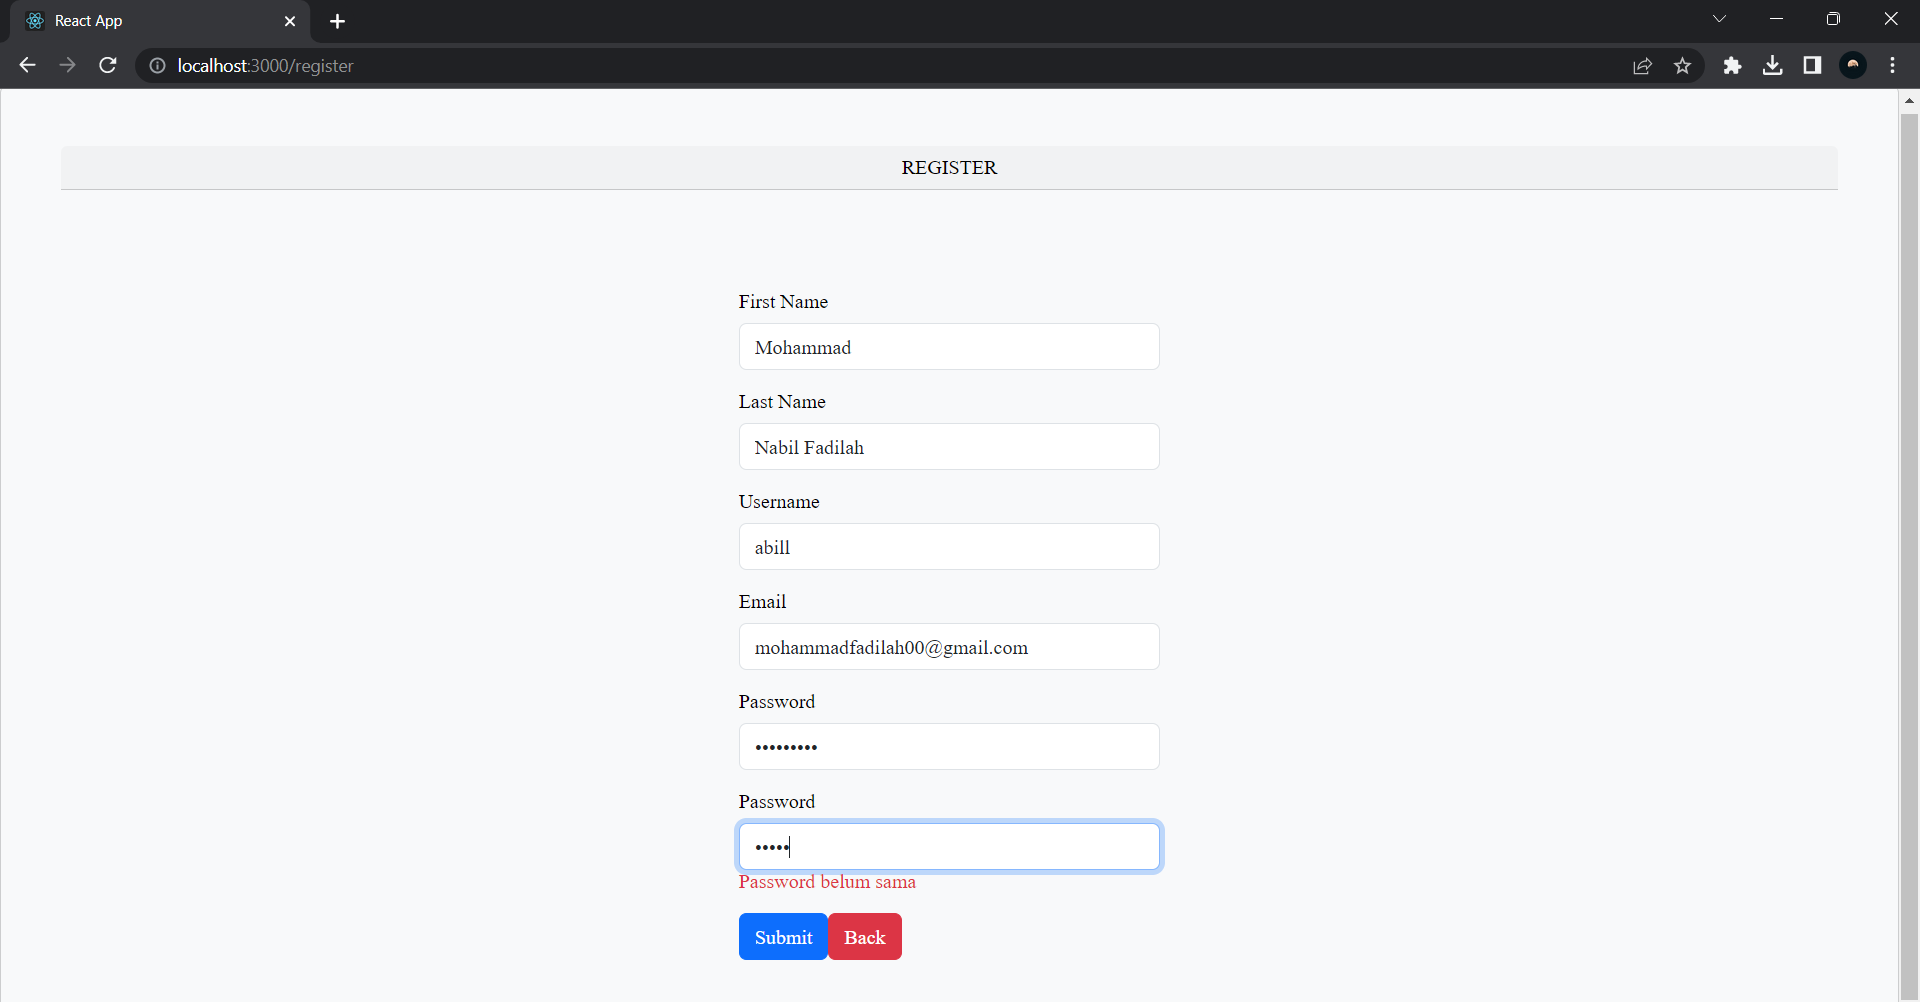 React App
localhost:3000/register
REGISTER
First Name
Mohammad
Last Name
Nabil Fadilah
Username
abill
Email
mohammadfadilah00@gmail.com
Password
•••••••••
Password
•••••
Password belum sama
Submit Back